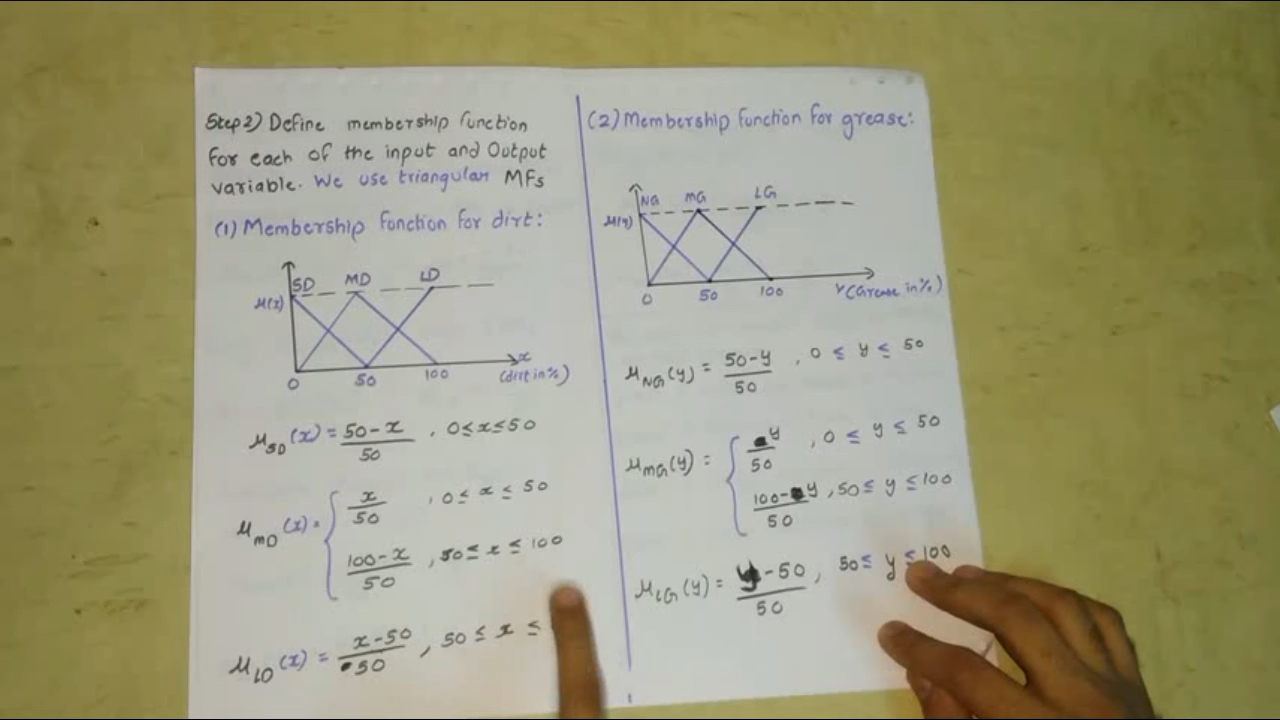 Step2) Define membership function
for each of the input and Output
variable. We use triangular MFs
(1) Membership function for dirt:
SD MD LD
μ(x)
0 50 100 x
(dirt in %)
μSD(x) = 50-x / 50 , 0≤x≤50
μMD(x) = { x / 50 , 0≤ x ≤ 50
100-x / 50 , 50≤ x ≤ 100
μLD(x) = x-50 / 50 , 50 ≤ x ≤
(2) Membership function for grease:
NG MG LG
μ(y)
0 50 100 Y(Grease in %)
μNG(y) = 50-y / 50 , 0 ≤ y ≤ 50
μMG(y) = { y / 50 , 0 ≤ y ≤ 50
100-y / 50 , 50≤ y ≤100
μLG(y) = y-50 / 50 , 50≤ y ≤100